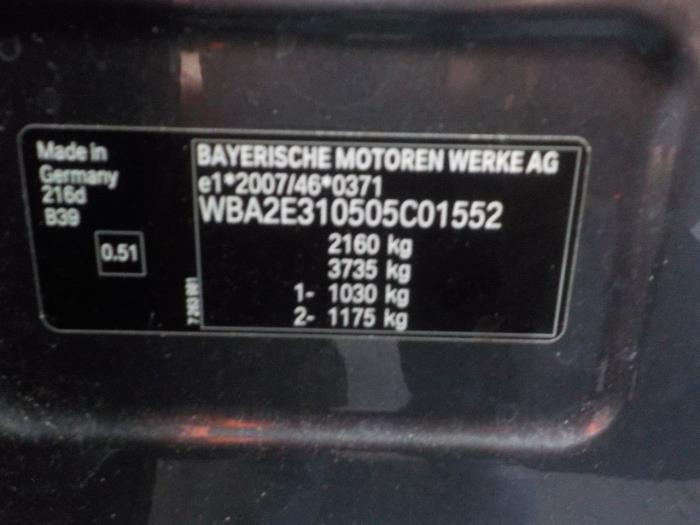 Made in
Germany
216d
B39
0.51
BAYERISCHE MOTOREN WERKE AG
e1*2007/46*0371
WBA2E310505C01552
2160 kg
3735 kg
1- 1030 kg
2- 1175 kg